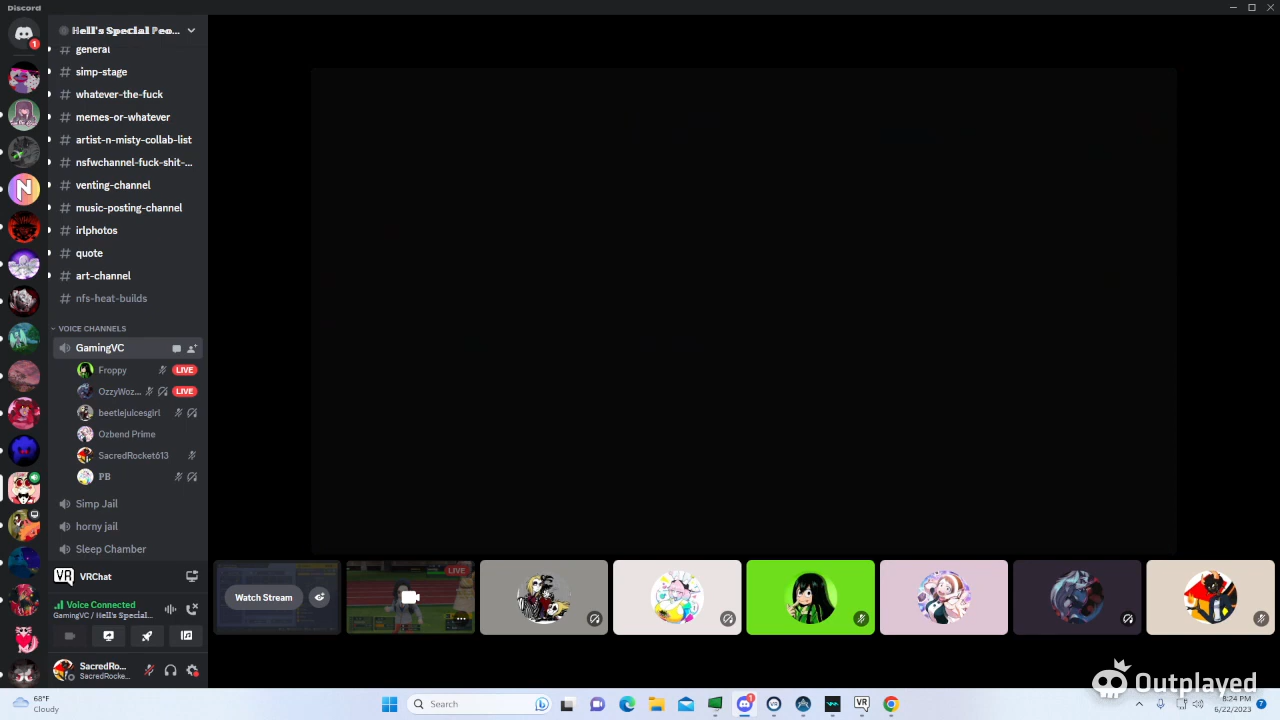 Discord
Hell's Special Peo...
general
simp-stage
whatever-the-fuck
memes-or-whatever
artist-n-misty-collab-list
nsfwchannel-fuck-shit-...
venting-channel
music-posting-channel
irlphotos
quote
art-channel
nfs-heat-builds
VOICE CHANNELS
GamingVC
Froppy LIVE
OzzyWoz... LIVE
beetlejuicesgirl
Ozbend Prime
SacredRocket613
PB
Simp Jail
horny jail
Sleep Chamber
VR VRChat
Voice Connected
GamingVC / Hell's Special...
SacredRo...
SacredRocke...
Watch Stream
LIVE
Outplayed
68°F
Cloudy
Search
8:24 PM
6/22/2023